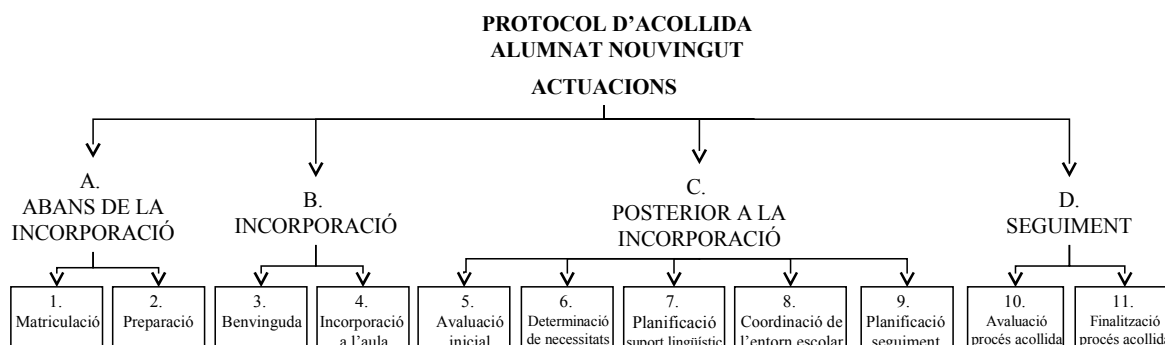 PROTOCOL D'ACOLLIDA
ALUMNAT NOUVINGUT
ACTUACIONS
A.
ABANS DE LA
INCORPORACIÓ
B.
INCORPORACIÓ
C.
POSTERIOR A LA
INCORPORACIÓ
D.
SEGUIMENT
1.
Matriculació
2.
Preparació
3.
Benvinguda
4.
Incorporació
a l'aula
5.
Avaluació
inicial
6.
Determinació
de necessitats
7.
Planificació
suport lingüístic
8.
Coordinació de
l'entorn escolar
9.
Planificació
seguiment
10.
Avaluació
procés acollida
11.
Finalització
procés acollida